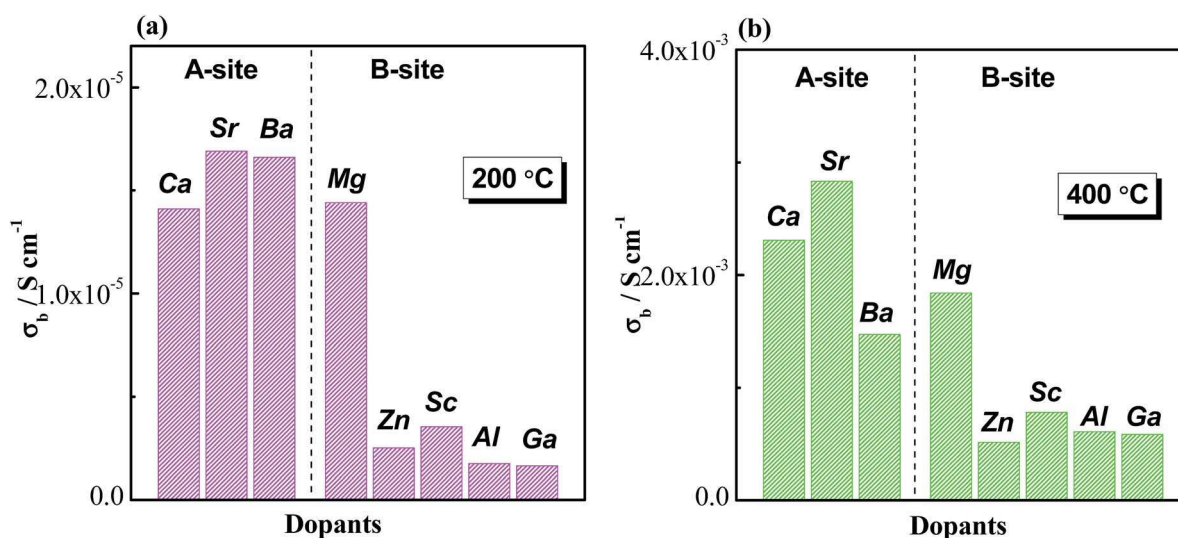 (a)
A-site B-site
2.0x10⁻⁵
Sr Ba
Ca Mg
200 °C
1.0x10⁻⁵
σb / S cm⁻¹
Zn Sc Al Ga
0.0
Dopants
(b)
4.0x10⁻³
A-site B-site
Sr
400 °C
Ca
2.0x10⁻³
Mg
Ba
σb / S cm⁻¹
Zn Sc Al Ga
0.0
Dopants